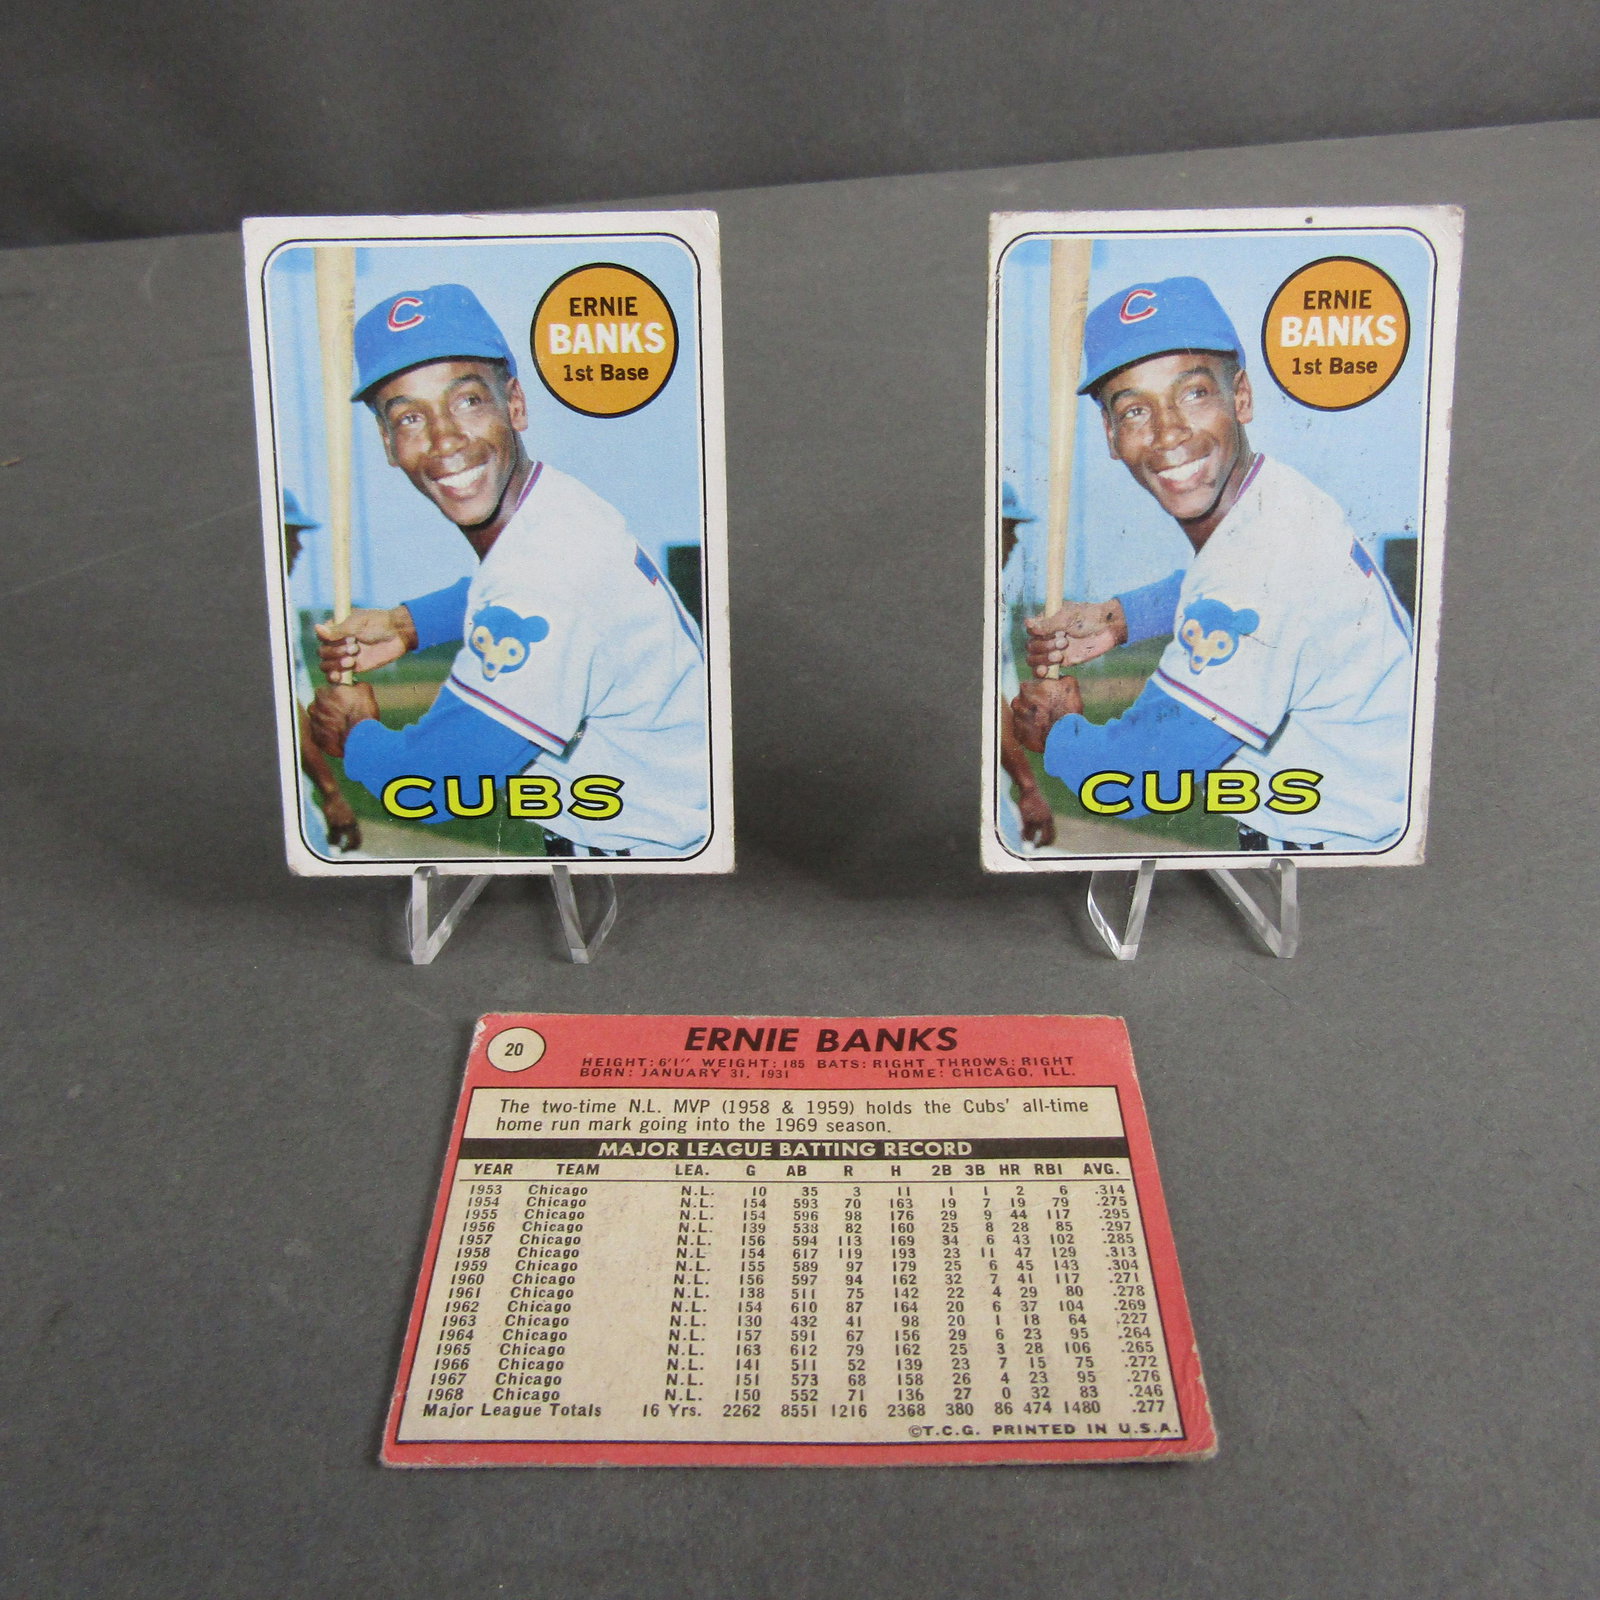 C
ERNIE
BANKS
1st Base
CUBS
C
ERNIE
BANKS
1st Base
CUBS
20
ERNIE BANKS
HEIGHT: 6'1" WEIGHT: 185 BATS: RIGHT THROWS: RIGHT
BORN: JANUARY 31, 1931 HOME: CHICAGO, ILL.
The two-time N.L. MVP (1958 & 1959) holds the Cubs' all-time
home run mark going into the 1969 season.
MAJOR LEAGUE BATTING RECORD
YEAR TEAM LEA. G AB R H 2B 3B HR RBI AVG.
1953 Chicago N.L. 10 35 3 11 1 1 2 6 .314
1954 Chicago N.L. 154 593 70 163 19 7 19 79 .275
1955 Chicago N.L. 154 596 98 176 29 9 44 117 .295
1956 Chicago N.L. 139 538 82 160 25 8 28 85 .297
1957 Chicago N.L. 156 594 113 169 34 6 43 102 .285
1958 Chicago N.L 154 617 119 193 23 11 47 129 .313
1959 Chicago N.L. 155 589 97 179 25 6 45 143 .304
1960 Chicago N.L. 156 597 94 162 32 7 41 117 .271
1961 Chicago N.L. 138 511 75 142 22 4 29 80 .278
1962 Chicago N.L. 154 610 87 164 20 6 37 104 .269
1963 Chicago N.L. 130 432 41 98 20 1 18 64 .227
1964 Chicago N.L. 157 591 67 156 29 6 23 95 .264
1965 Chicago N.L. 163 612 79 162 25 3 28 106 .265
1966 Chicago N.L. 141 511 52 139 23 7 15 75 .272
1967 Chicago N.L. 151 573 68 158 26 4 23 95 .276
1968 Chicago N.L. 150 552 71 136 27 0 32 83 .246
Major League Totals 16 Yrs. 2262 8551 1216 2368 380 86 474 1480 .277
©T.C.G. PRINTED IN U.S.A.